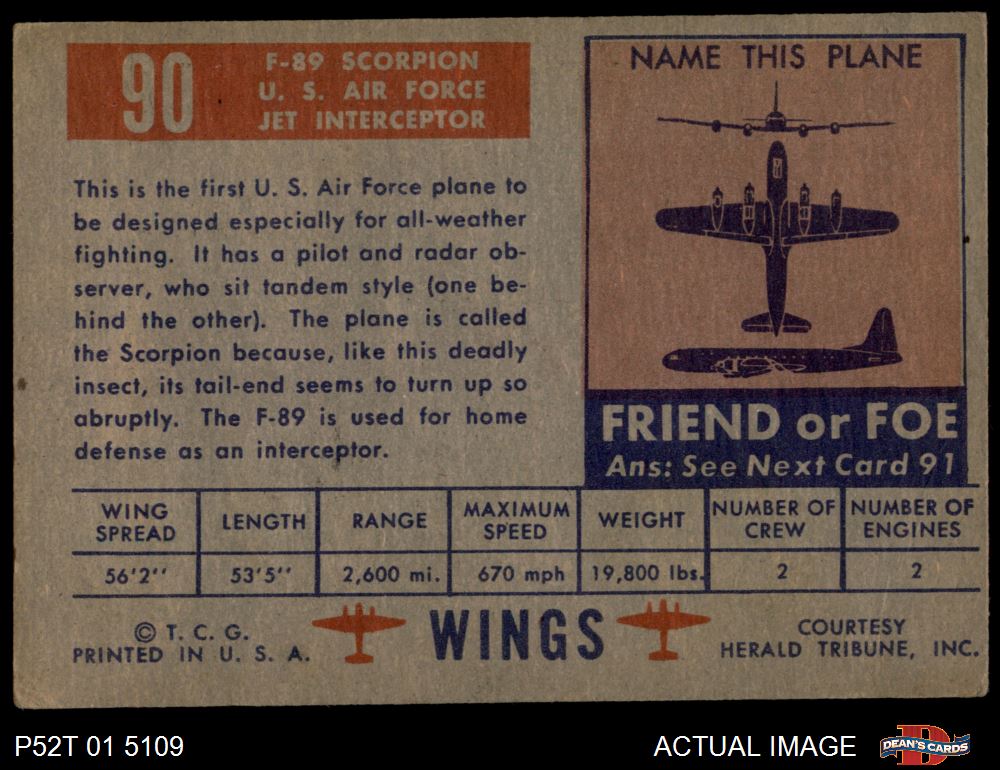 90
F-89 SCORPION
U. S. AIR FORCE
JET INTERCEPTOR
This is the first U. S. Air Force plane to
be designed especially for all-weather
fighting. It has a pilot and radar ob-
server, who sit tandem style (one be-
hind the other). The plane is called
the Scorpion because, like this deadly
insect, its tail-end seems to turn up so
abruptly. The F-89 is used for home
defense as an interceptor.
NAME THIS PLANE
FRIEND or FOE
Ans: See Next Card 91
WING SPREAD LENGTH RANGE MAXIMUM SPEED WEIGHT NUMBER OF CREW NUMBER OF ENGINES
56'2'' 53'5'' 2,600 mi. 670 mph 19,800 lbs. 2 2
© T. C. G.
PRINTED IN U. S. A.
WINGS
COURTESY
HERALD TRIBUNE, INC.
P52T 01 5109
ACTUAL IMAGE
D
DEAN'S CARDS